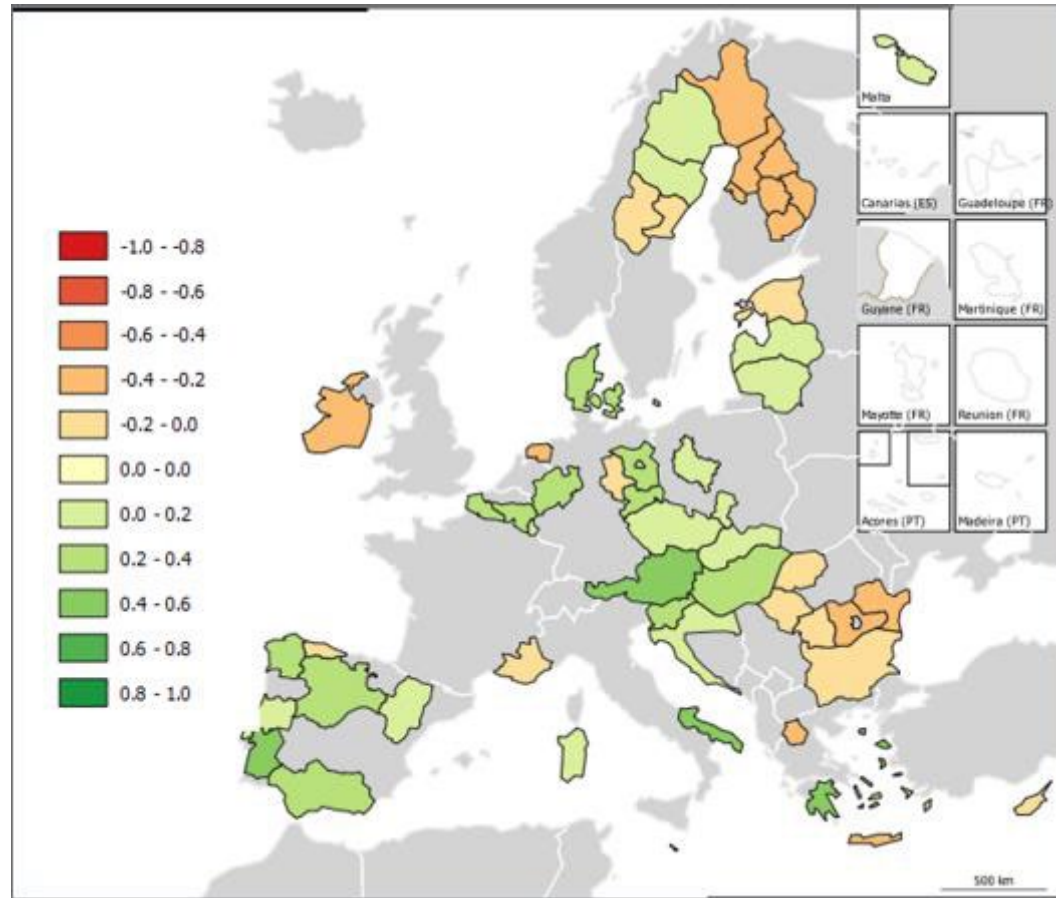 Malta
Canarias (ES)
Guadeloupe (FR)
Guyane (FR)
Martinique (FR)
Mayotte (FR)
Reunion (FR)
Acores (PT)
Madeira (PT)
-1.0 - -0.8
-0.8 - -0.6
-0.6 - -0.4
-0.4 - -0.2
-0.2 - 0.0
0.0 - 0.0
0.0 - 0.2
0.2 - 0.4
0.4 - 0.6
0.6 - 0.8
0.8 - 1.0
500 km